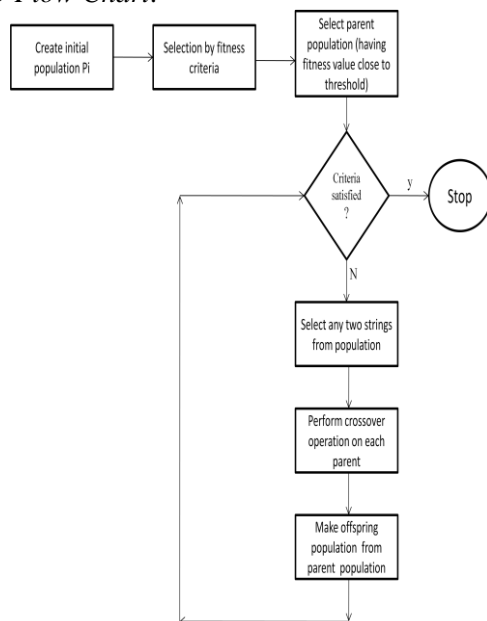 Flow Chart:
Create initial
population Pi
Selection by fitness
criteria
Select parent
population (having
fitness value close to
threshold)
Criteria
satisfied
?
y
Stop
N
Select any two strings
from population
Perform crossover
operation on each
parent
Make offspring
population from
parent population